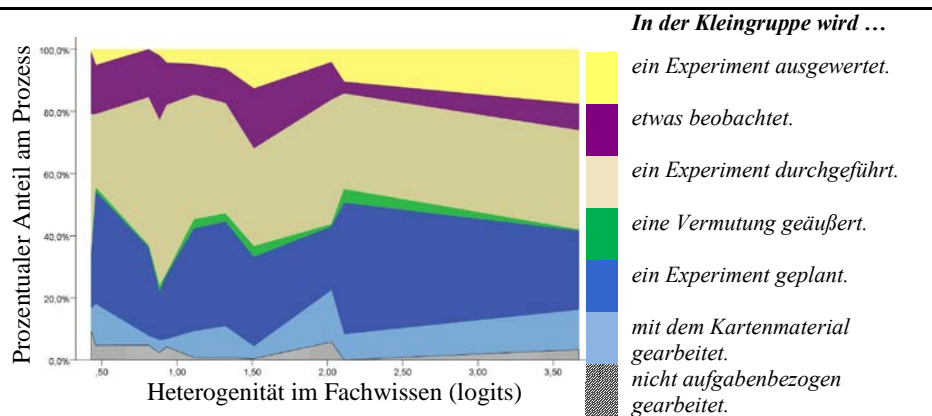 In der Kleingruppe wird …
ein Experiment ausgewertet.
etwas beobachtet.
ein Experiment durchgeführt.
eine Vermutung geäußert.
ein Experiment geplant.
mit dem Kartenmaterial
gearbeitet.
nicht aufgabenbezogen
gearbeitet.
Prozentualer Anteil am Prozess
100,0%
80,0%
60,0%
40,0%
20,0%
0,0%
,50 1,00 1,50 2,00 2,50 3,00 3,50
Heterogenität im Fachwissen (logits)